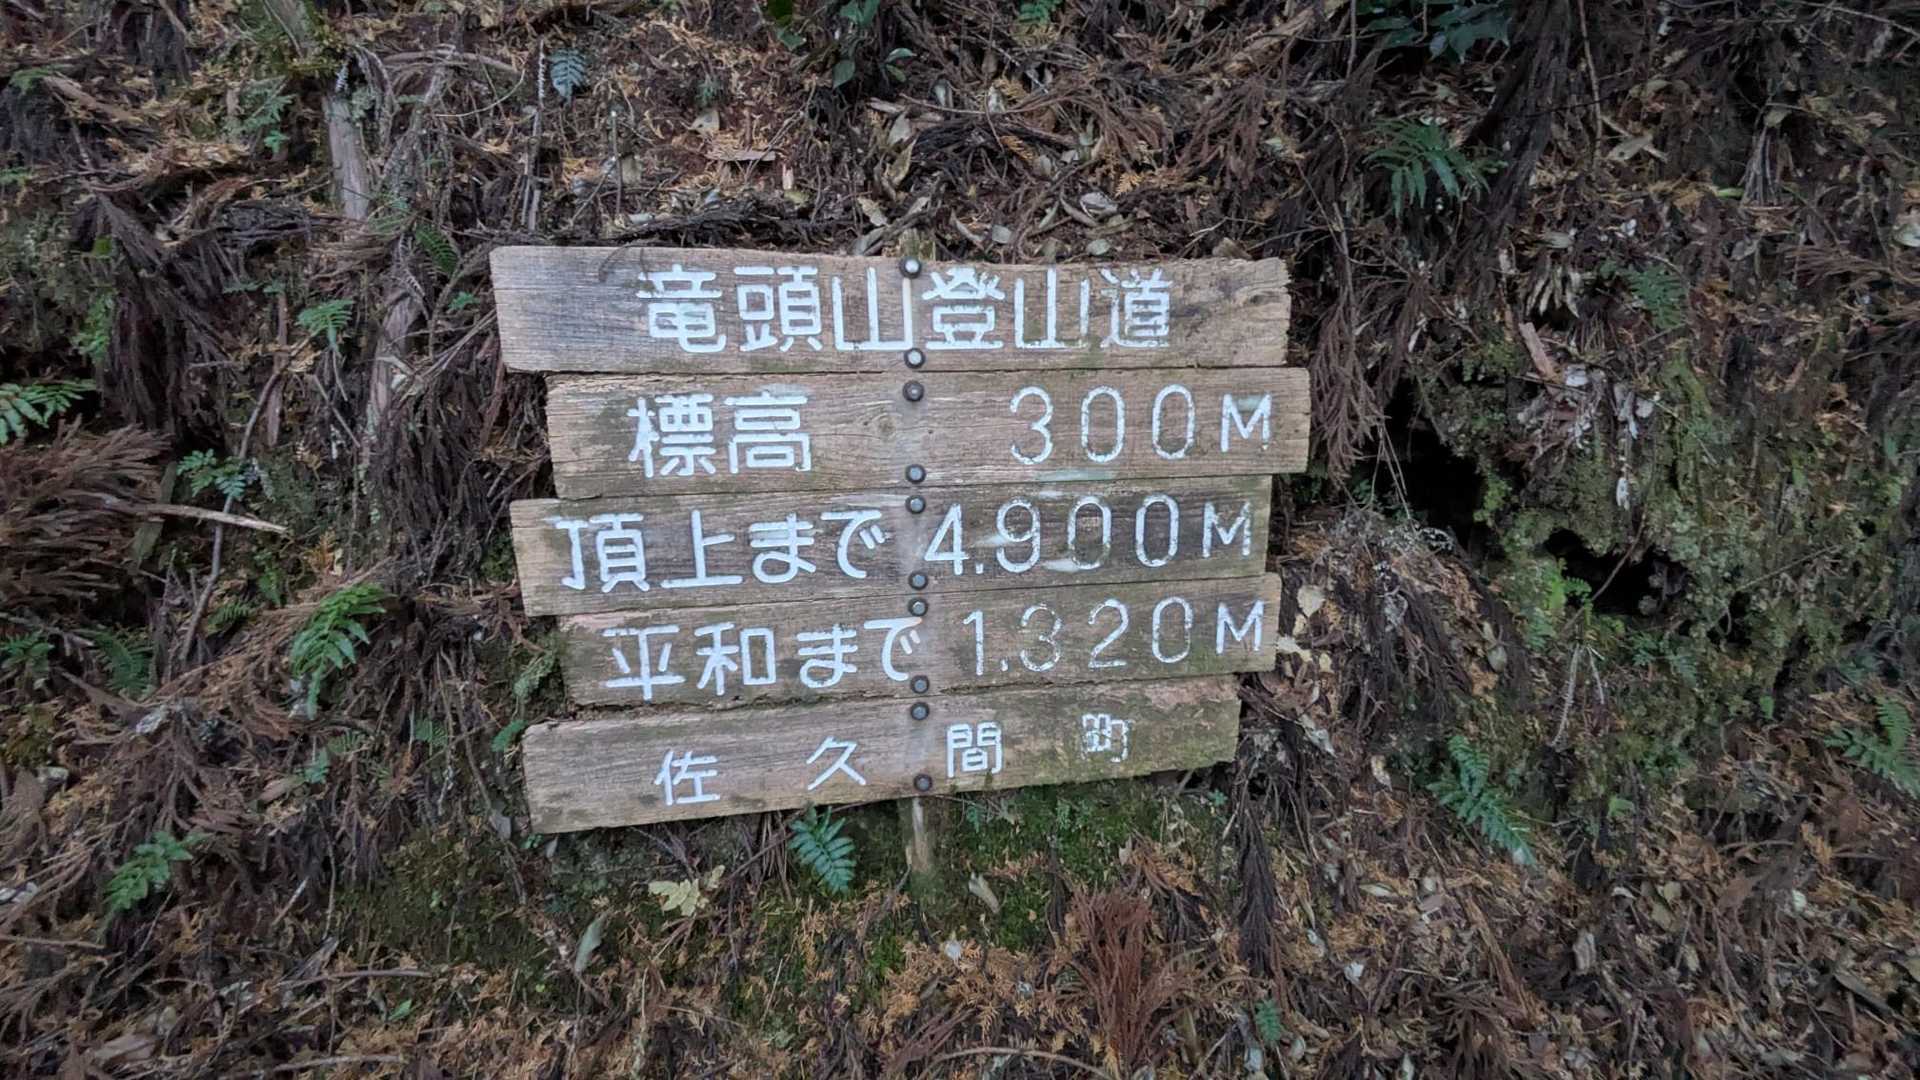 竜頭山登山道
標高 300M
頂上まで 4.900M
平和まで 1.320M
佐久間町